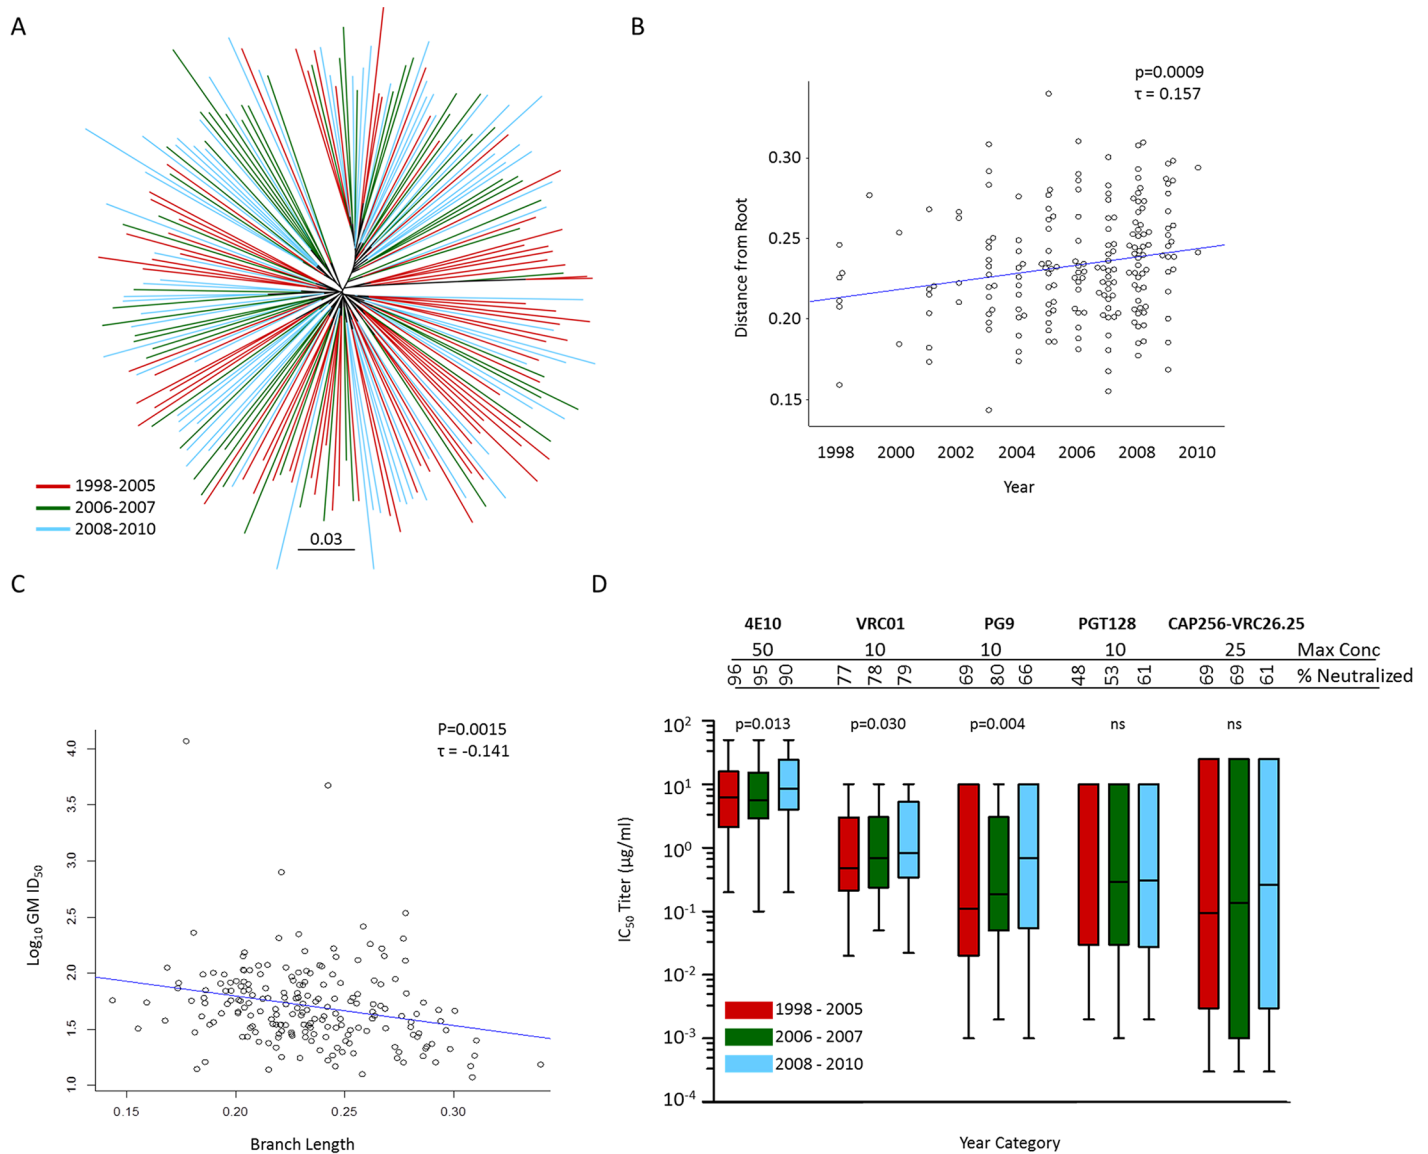 A
1998-2005
2006-2007
2008-2010
0.03
B
p=0.0009
τ = 0.157
Distance from Root
0.30
0.25
0.20
0.15
1998 2000 2002 2004 2006 2008 2010
Year
C
P=0.0015
τ = -0.141
Log10 GM ID50
4.0
3.5
3.0
2.5
2.0
1.5
1.0
0.15 0.20 0.25 0.30
Branch Length
D
4E10 VRC01 PG9 PGT128 CAP256-VRC26.25
50 10 10 10 25 Max Conc
96 95 90 77 78 79 69 80 66 48 53 61 69 69 61 % Neutralized
p=0.013 p=0.030 p=0.004 ns ns
IC50 Titer (µg/ml)
10^2
10^1
10^0
10^-1
10^-2
10^-3
10^-4
1998 - 2005
2006 - 2007
2008 - 2010
Year Category